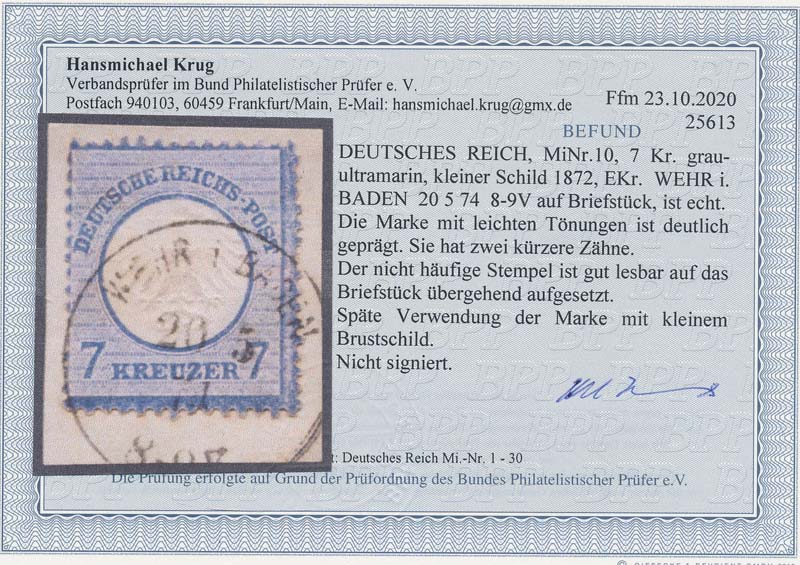 Hansmichael Krug
Verbandsprüfer im Bund Philatelistischer Prüfer e. V.
Postfach 940103, 60459 Frankfurt/Main, E-Mail: hansmichael.krug@gmx.de
Ffm 23.10.2020
25613
BEFUND
DEUTSCHES REICH, MiNr.10, 7 Kr. grau-
ultramarin, kleiner Schild 1872, EKr. WEHR i.
BADEN 20 5 74 8-9V auf Briefstück, ist echt.
Die Marke mit leichten Tönungen ist deutlich
geprägt. Sie hat zwei kürzere Zähne.
Der nicht häufige Stempel ist gut lesbar auf das
Briefstück übergehend aufgesetzt.
Späte Verwendung der Marke mit kleinem
Brustschild.
Nicht signiert.
DEUTSCHE REICHS-POST
WEHR I. BADEN
20 5
7 KREUZER 7
Deutsches Reich Mi.-Nr. 1 - 30
Die Prüfung erfolgte auf Grund der Prüfordnung des Bundes Philatelistischer Prüfer e.V.
BPP